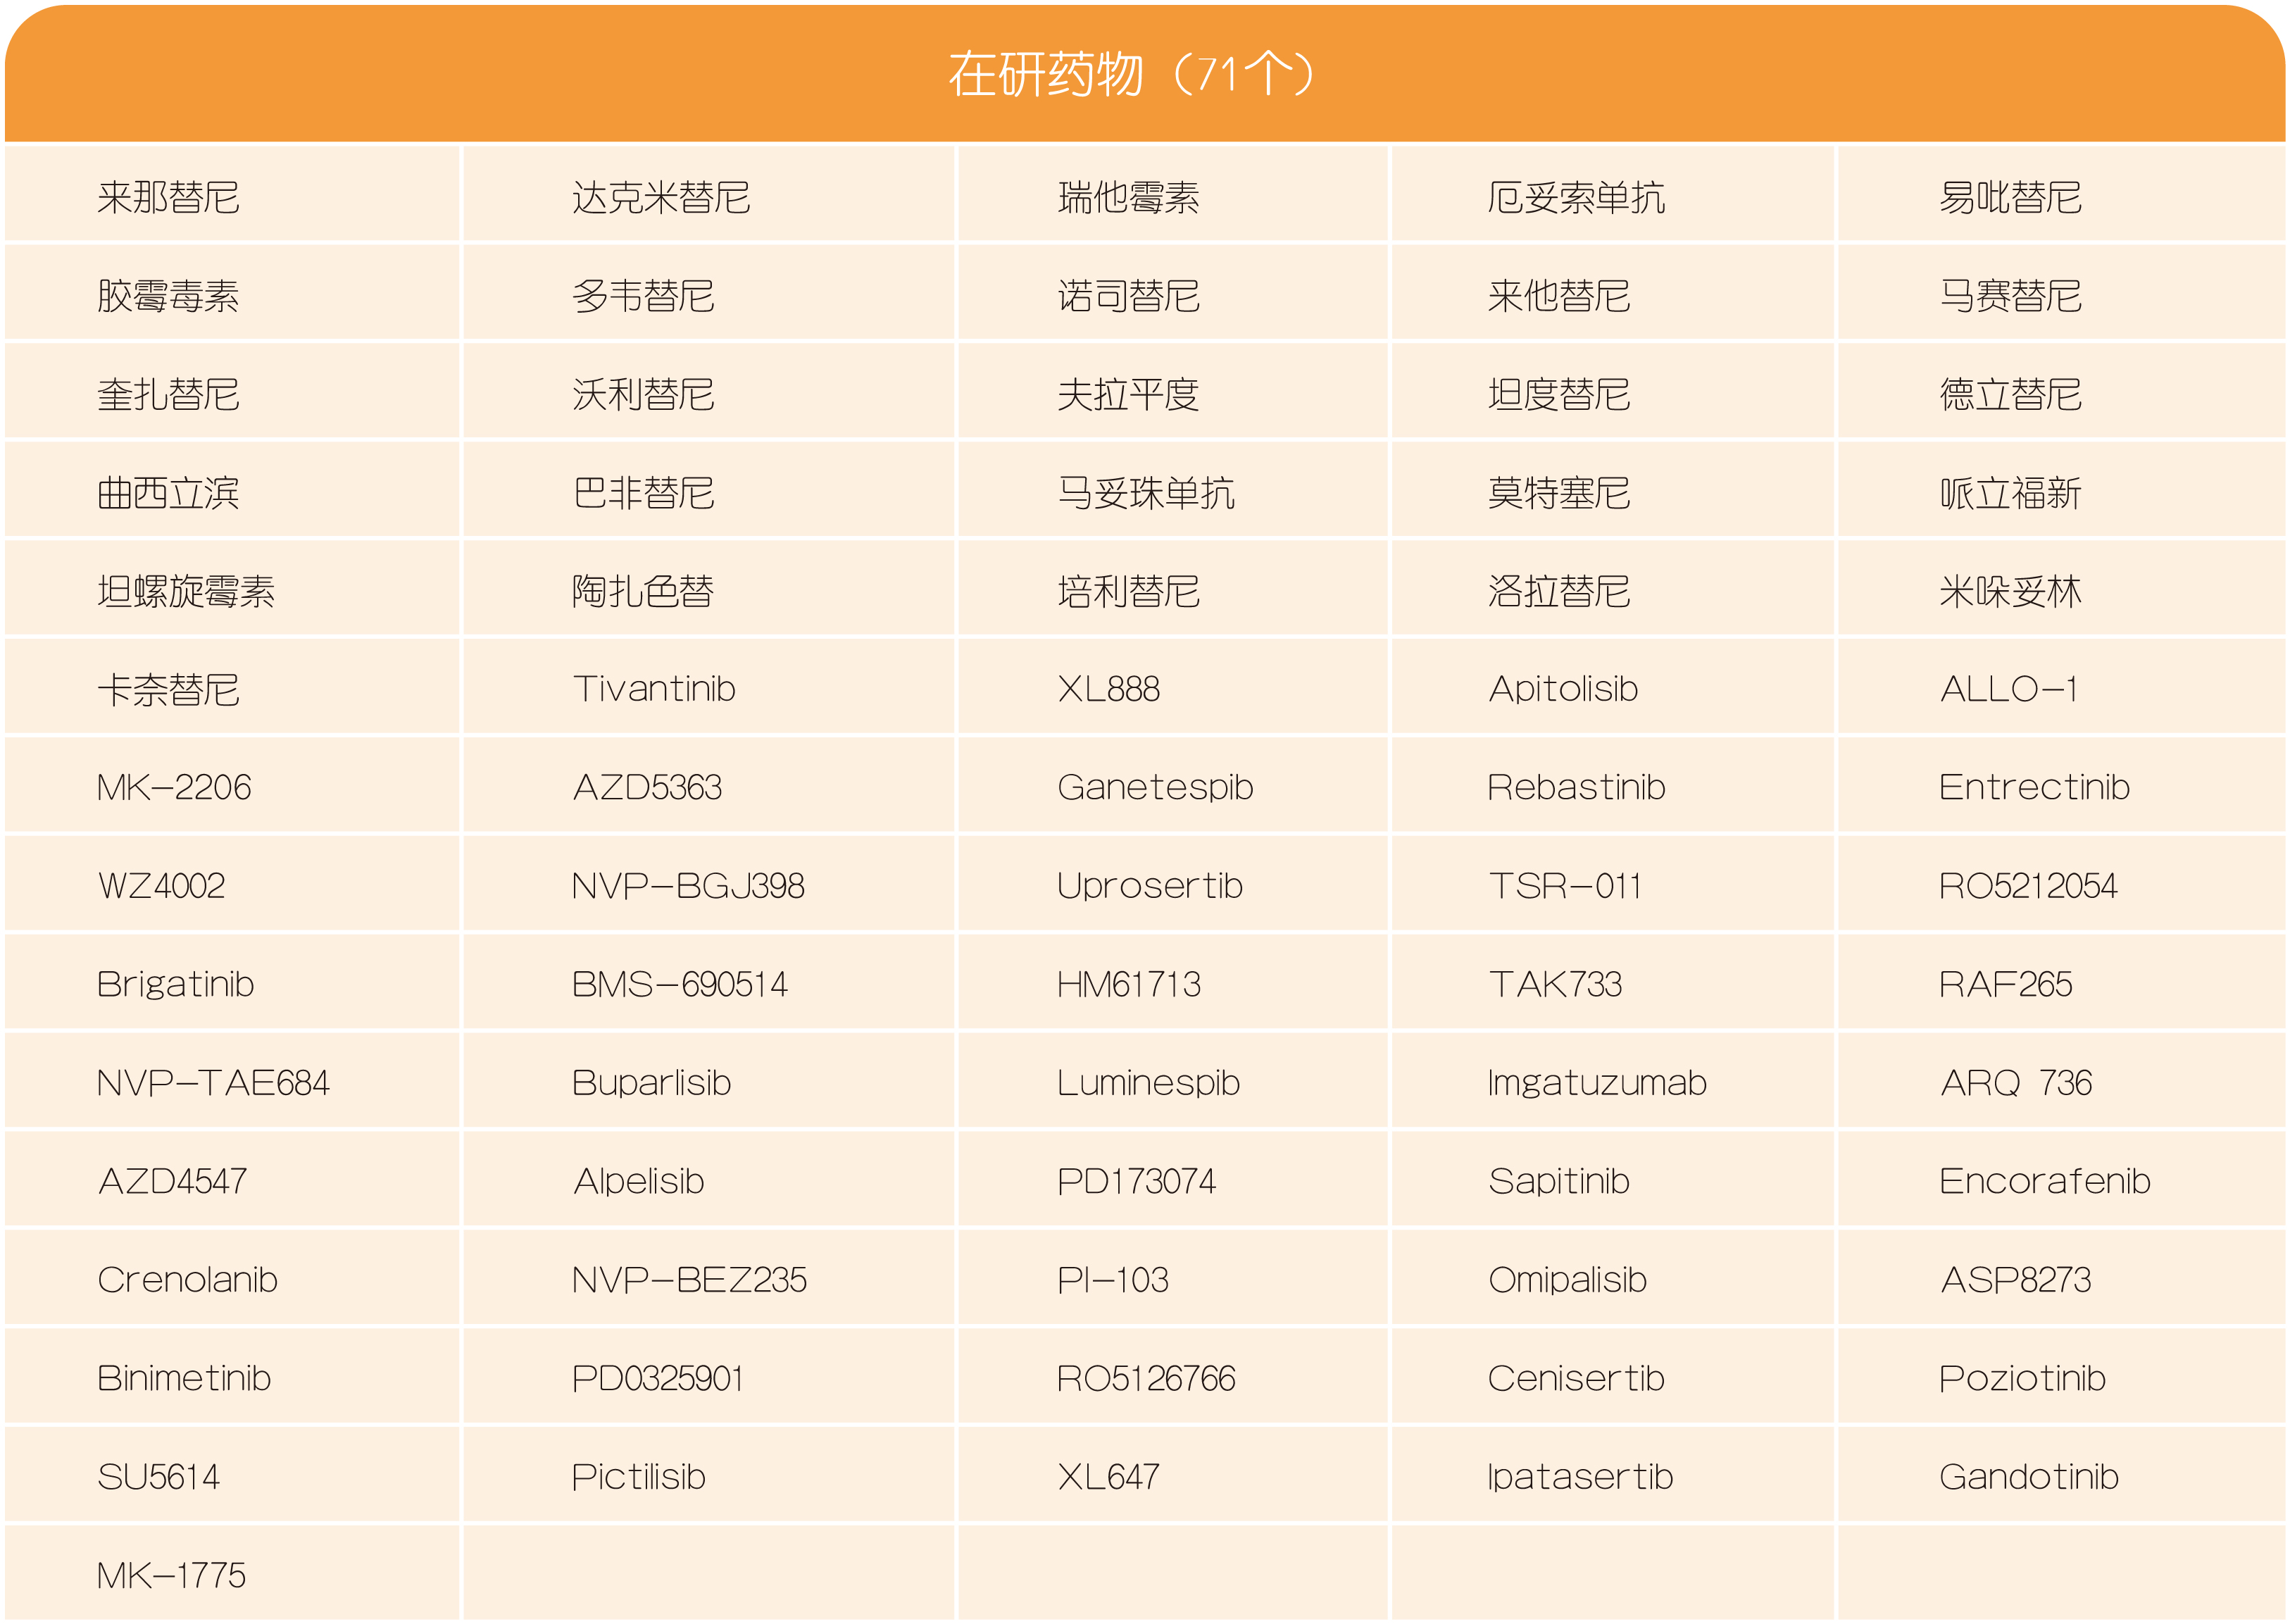 在研药物（71个）
来那替尼 达克米替尼 瑞他霉素 厄妥索单抗 易吡替尼
胶霉毒素 多韦替尼 诺司替尼 来他替尼 马赛替尼
奎扎替尼 沃利替尼 夫拉平度 坦度替尼 德立替尼
曲西立滨 巴非替尼 马妥珠单抗 莫特塞尼 哌立福新
坦螺旋霉素 陶扎色替 培利替尼 洛拉替尼 米哚妥林
卡奈替尼 Tivantinib XL888 Apitolisib ALLO-1
MK-2206 AZD5363 Ganetespib Rebastinib Entrectinib
WZ4002 NVP-BGJ398 Uprosertib TSR-011 RO5212054
Brigatinib BMS-690514 HM61713 TAK733 RAF265
NVP-TAE684 Buparlisib Luminespib Imgatuzumab ARQ 736
AZD4547 Alpelisib PD173074 Sapitinib Encorafenib
Crenolanib NVP-BEZ235 PI-103 Omipalisib ASP8273
Binimetinib PD0325901 RO5126766 Cenisertib Poziotinib
SU5614 Pictilisib XL647 Ipatasertib Gandotinib
MK-1775